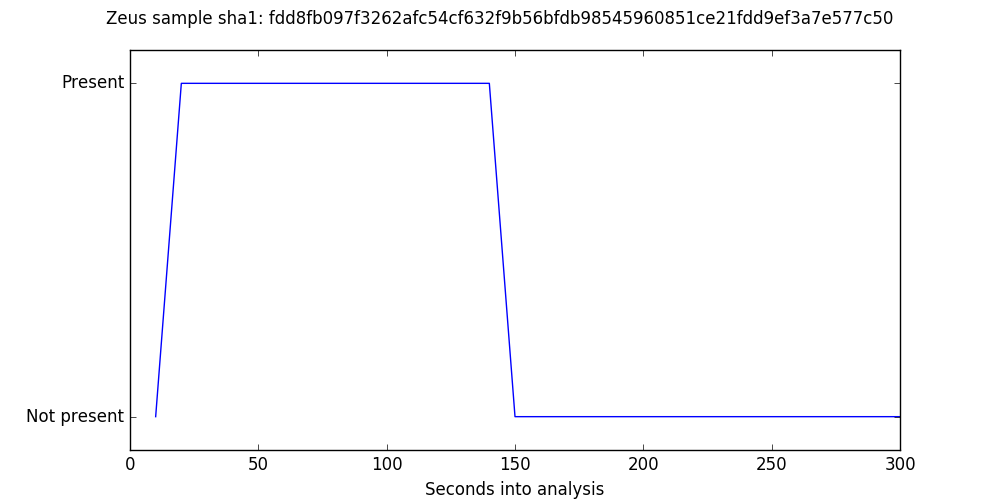 Zeus sample sha1: fdd8fb097f3262afc54cf632f9b56bfdb98545960851ce21fdd9ef3a7e577c50
Present
Not present
0 50 100 150 200 250 300
Seconds into analysis